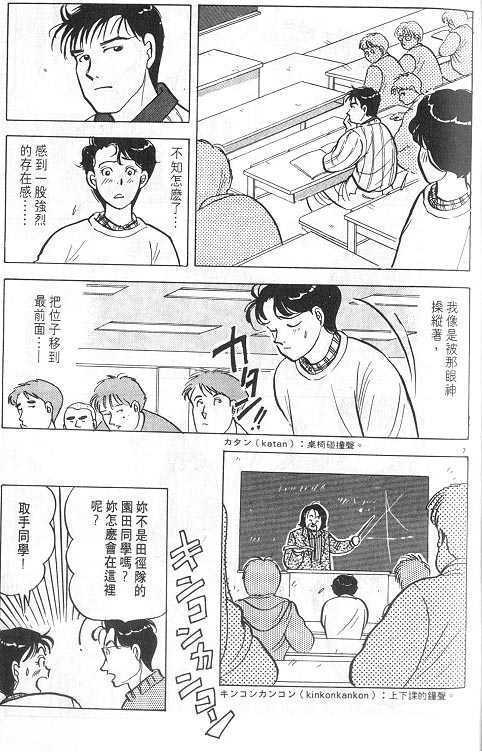 不知怎麼了…
感到一股強烈
的存在感……
我像是被那眼神
操縱著，
把位子移到
最前面…—
カタン!!
カタン（katan）：桌椅碰撞聲。
7
キンコンカンコン
キンコシカンコン（kinkonkankon）：上下課的鐘聲。
妳不是田徑隊的
園田同學嗎？
妳怎麼會在這裡
呢？
取手同學！